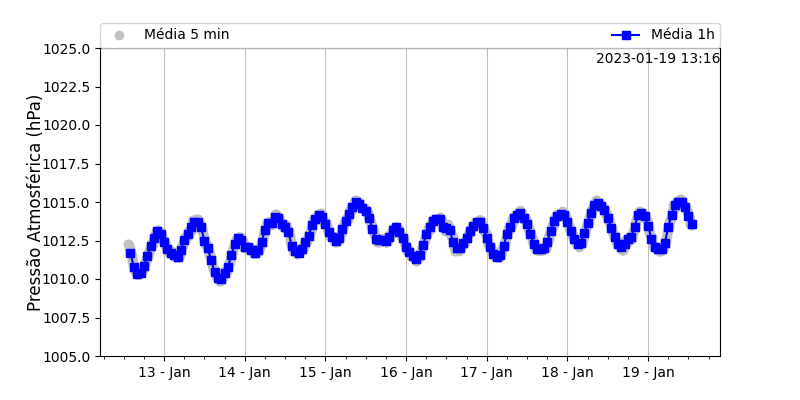 Média 5 min
Média 1h
2023-01-19 13:16
Pressão Atmosférica (hPa)
1025.0
1022.5
1020.0
1017.5
1015.0
1012.5
1010.0
1007.5
1005.0
13 - Jan
14 - Jan
15 - Jan
16 - Jan
17 - Jan
18 - Jan
19 - Jan